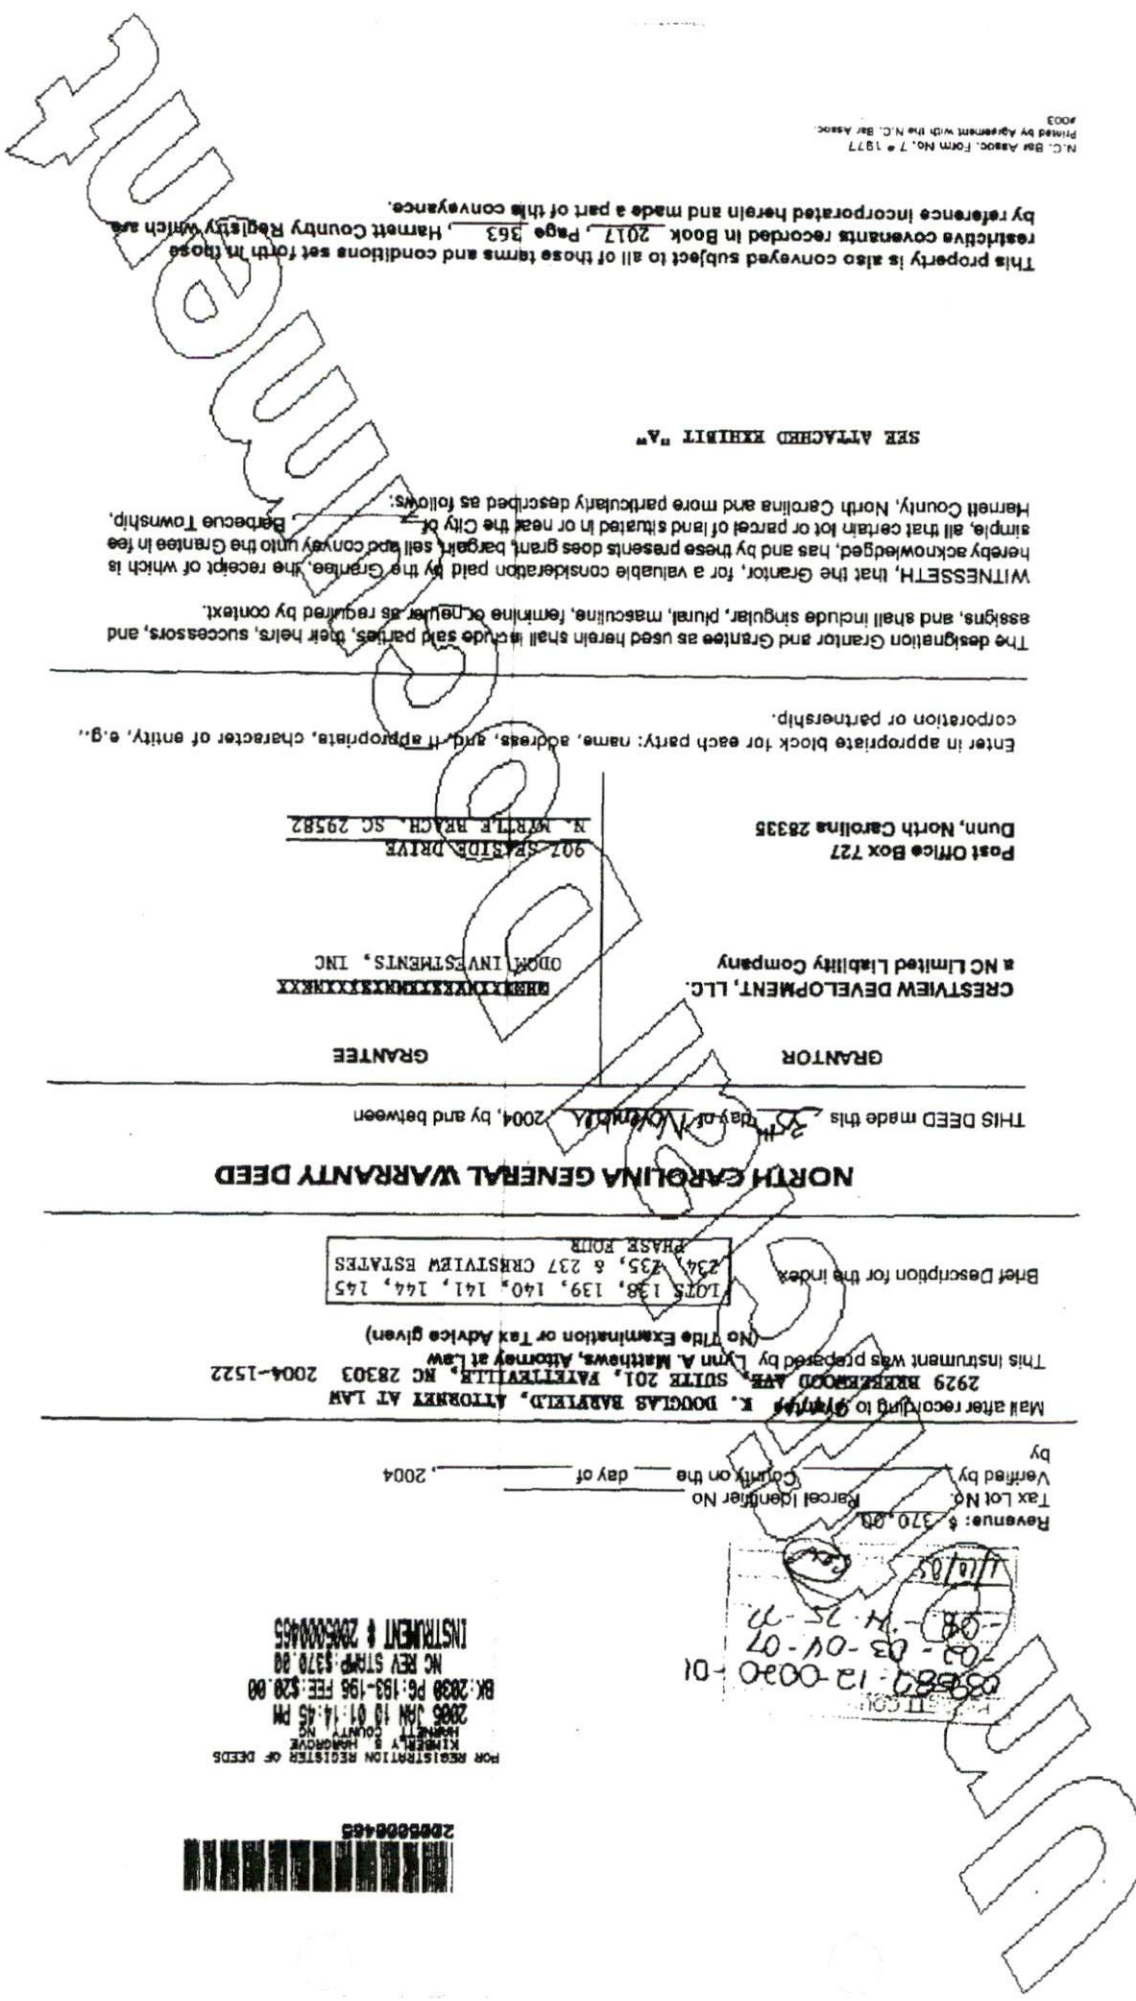 2005000465
FOR REGISTRATION REGISTER OF DEEDS
KIMBERLY S. HARGROVE
HARNETT COUNTY, NC
2005 JAN 10 01:14:45 PM
BK:2030 PG:193-196 FEE:$20.00
NC REV STAMP:$370.00
INSTRUMENT # 2005000465
12-0020-01
-02 - 03-04-07
1/10/05
Revenue: $ 370.00
Tax Lot No. Parcel Identifier No
Verified by County on the day of , 2004
by
Mail after recording to K. DOUGLAS BARFIELD, ATTORNEY AT LAW
2929 BREEZEWOOD AVE, SUITE 201, FAYETTEVILLE, NC 28303 2004-1522
This instrument was prepared by Lynn A. Matthews, Attorney at Law
(No Title Examination or Tax Advice given)
Brief Description for the index
LOTS 138, 139, 140, 141, 144, 145
234, 235, & 237 CRESTVIEW ESTATES
PHASE FOUR
NORTH CAROLINA GENERAL WARRANTY DEED
THIS DEED made this 30th day of November 2004, by and between
GRANTOR
GRANTEE
CRESTVIEW DEVELOPMENT, LLC.
a NC Limited Liability Company
Post Office Box 727
Dunn, North Carolina 28335
ODOM INVESTMENTS, INC
907 SEASIDE DRIVE
N. MYRTLE BEACH, SC 29582
Enter in appropriate block for each party: name, address, and, if appropriate, character of entity, e.g.,
corporation or partnership.
The designation Grantor and Grantee as used herein shall include said parties, their heirs, successors, and
assigns, and shall include singular, plural, masculine, feminine or neuter as required by context.
WITNESSETH, that the Grantor, for a valuable consideration paid by the Grantee, the receipt of which is
hereby acknowledged, has and by these presents does grant, bargain, sell and convey unto the Grantee in fee
simple, all that certain lot or parcel of land situated in or near the City of , Barbecue Township,
Harnett County, North Carolina and more particularly described as follows:
SEE ATTACHED EXHIBIT "A"
This property is also conveyed subject to all of those terms and conditions set forth in those
restrictive covenants recorded in Book 2017, Page 363, Harnett Country Registry which are
by reference incorporated herein and made a part of this conveyance.
N.C. Bar Assoc. Form No. 7 • 1977
Printed by Agreement with the N.C. Bar Assoc.
#003
Unofficial Document